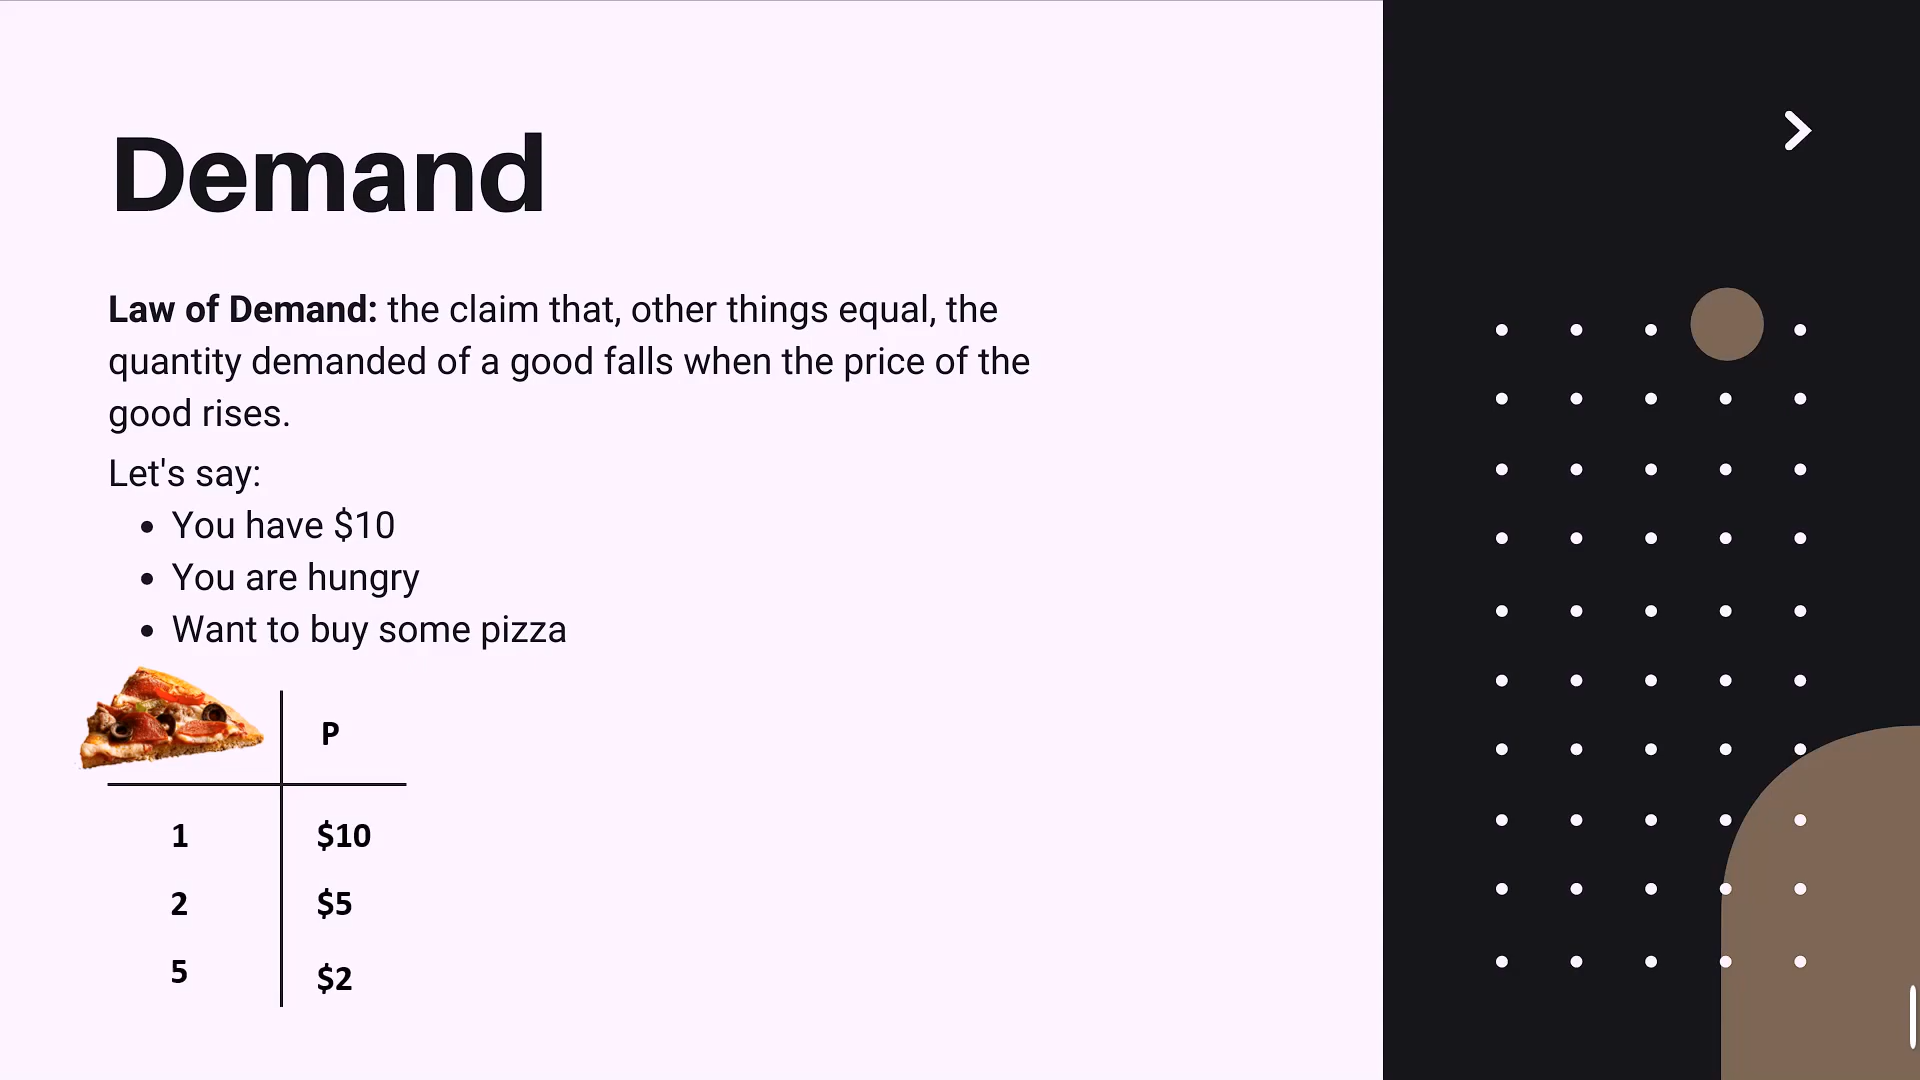 Demand
Law of Demand: the claim that, other things equal, the
quantity demanded of a good falls when the price of the
good rises.
Let's say:
• You have $10
• You are hungry
• Want to buy some pizza
P
1 $10
2 $5
5 $2